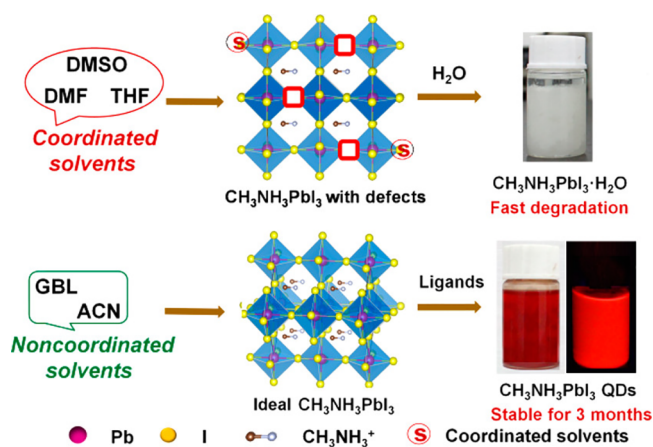 DMSO
DMF THF
Coordinated
solvents
S
S
CH₃NH₃PbI₃ with defects
H₂O
CH₃NH₃PbI₃·H₂O
Fast degradation
GBL
ACN
Noncoordinated
solvents
Ideal CH₃NH₃PbI₃
Ligands
CH₃NH₃PbI₃ QDs
Stable for 3 months
Pb I CH₃NH₃⁺ S Coordinated solvents